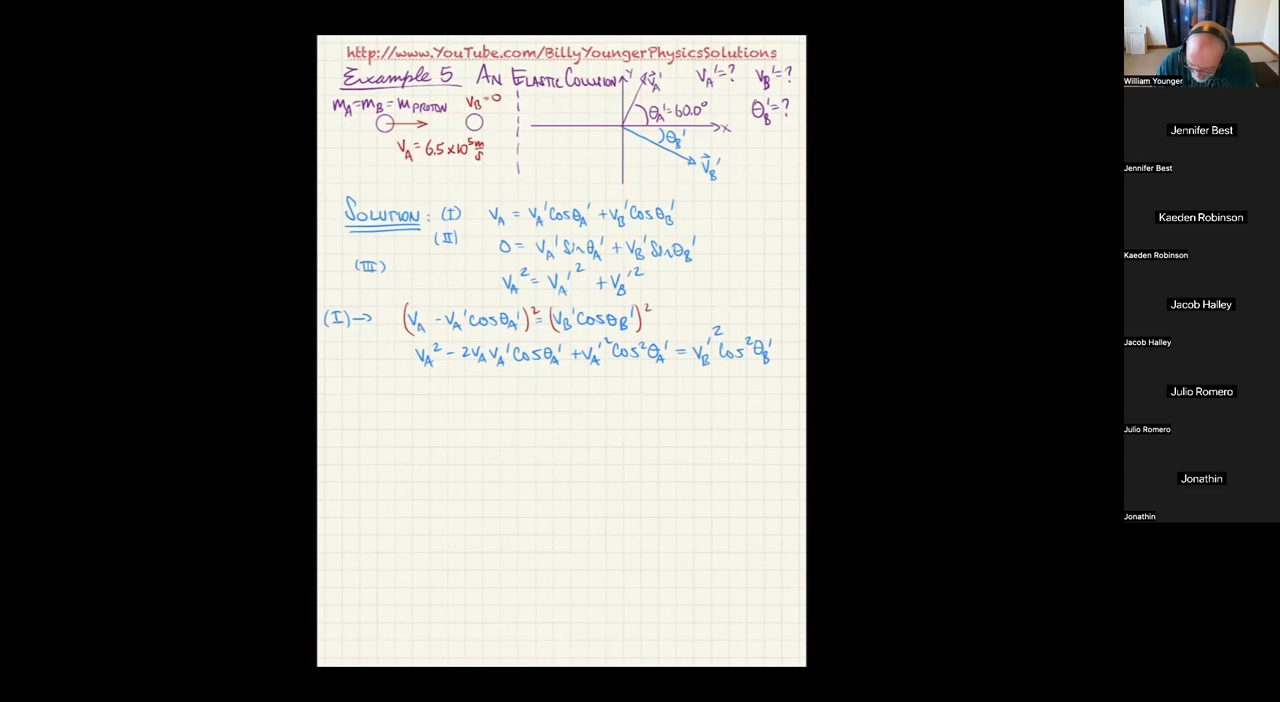 http://www.YouTube.com/BillyYoungerPhysicsSolutions
Example 5 An Elastic Collision
mA=mB=mPROTON
vB=0
vA=6.5x10⁵ m/s
y
v⃗A'
θA'=60.0°
x
θB'
v⃗B'
vA'=? vB'=?
θB'=?
Solution: (I) vA = vA'CosθA' + vB'CosθB'
(II) 0 = vA'SinθA' + vB'SinθB'
(III) vA² = vA'² + vB'²
(I)→ (vA - vA'cosθA')² = (vB'CosθB')²
vA² - 2vAvA'CosθA' + vA'²Cos²θA' = vB'²Cos²θB'
William Younger
Jennifer Best
Jennifer Best
Kaeden Robinson
Kaeden Robinson
Jacob Halley
Jacob Halley
Julio Romero
Julio Romero
Jonathin
Jonathin